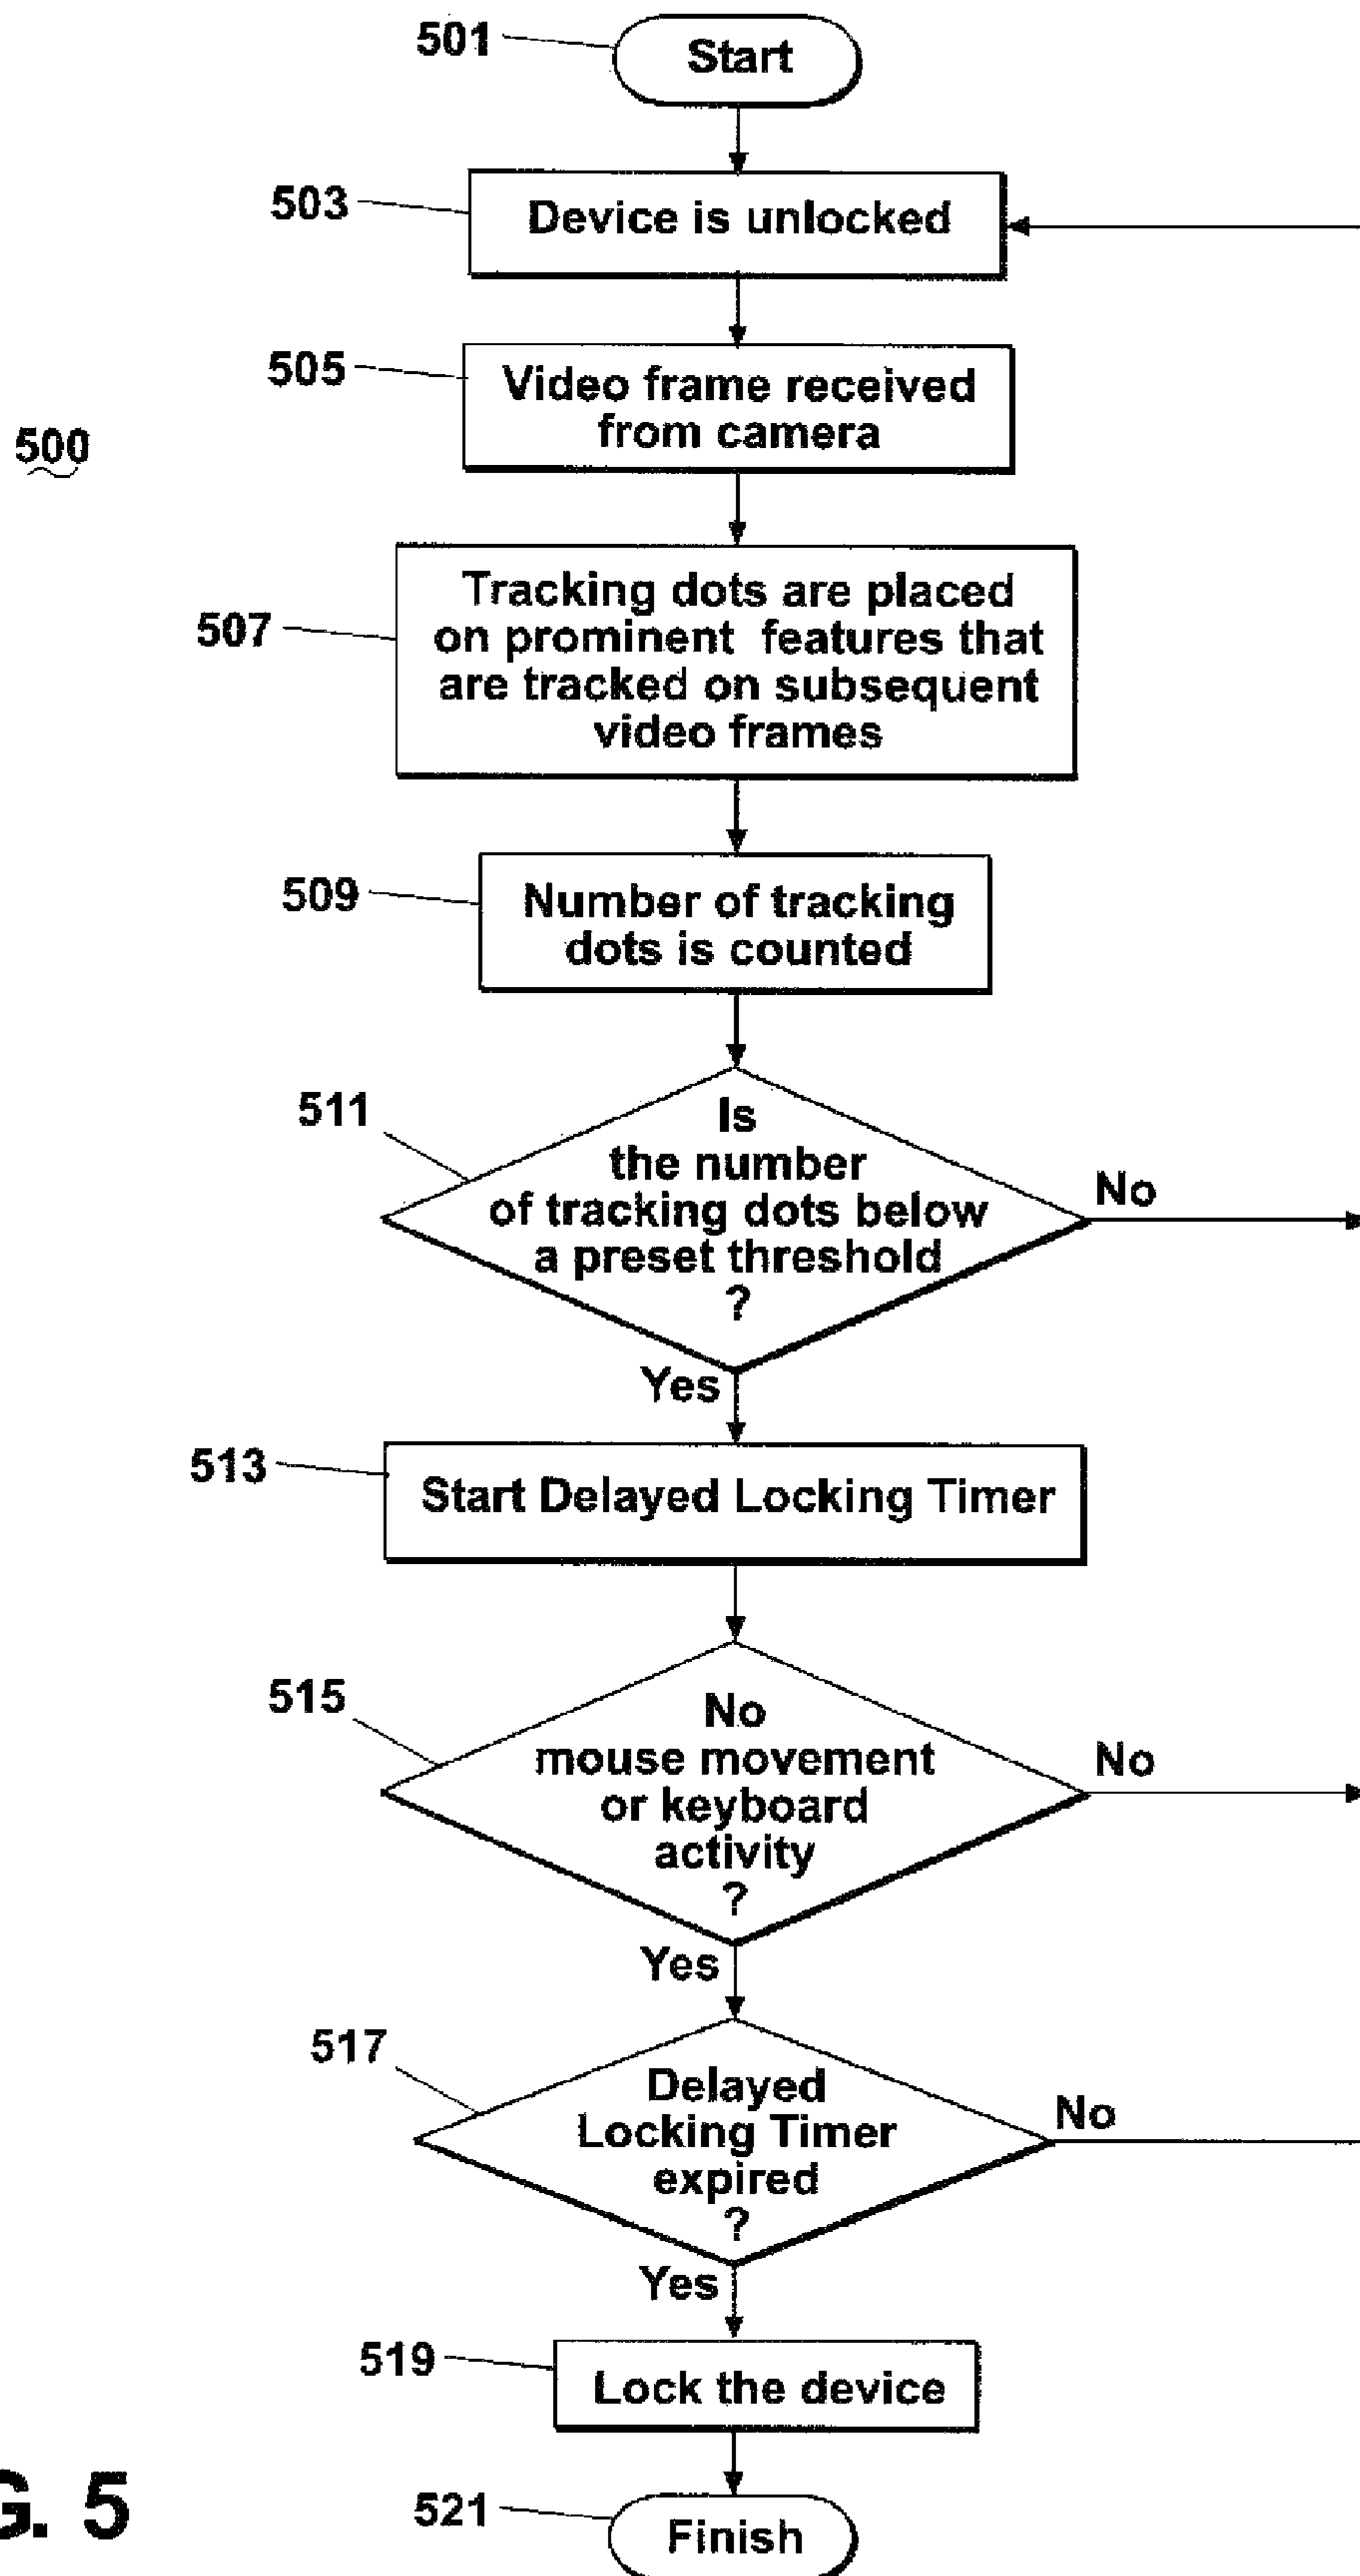 501
Start
503
Device is unlocked
505
Video frame received
from camera
500
507
Tracking dots are placed
on prominent features that
are tracked on subsequent
video frames
509
Number of tracking
dots is counted
511
Is
the number
of tracking dots below
a preset threshold
?
No
Yes
513
Start Delayed Locking Timer
515
No
mouse movement
or keyboard
activity
?
No
Yes
517
Delayed
Locking Timer
expired
?
No
Yes
519
Lock the device
521
Finish
G. 5